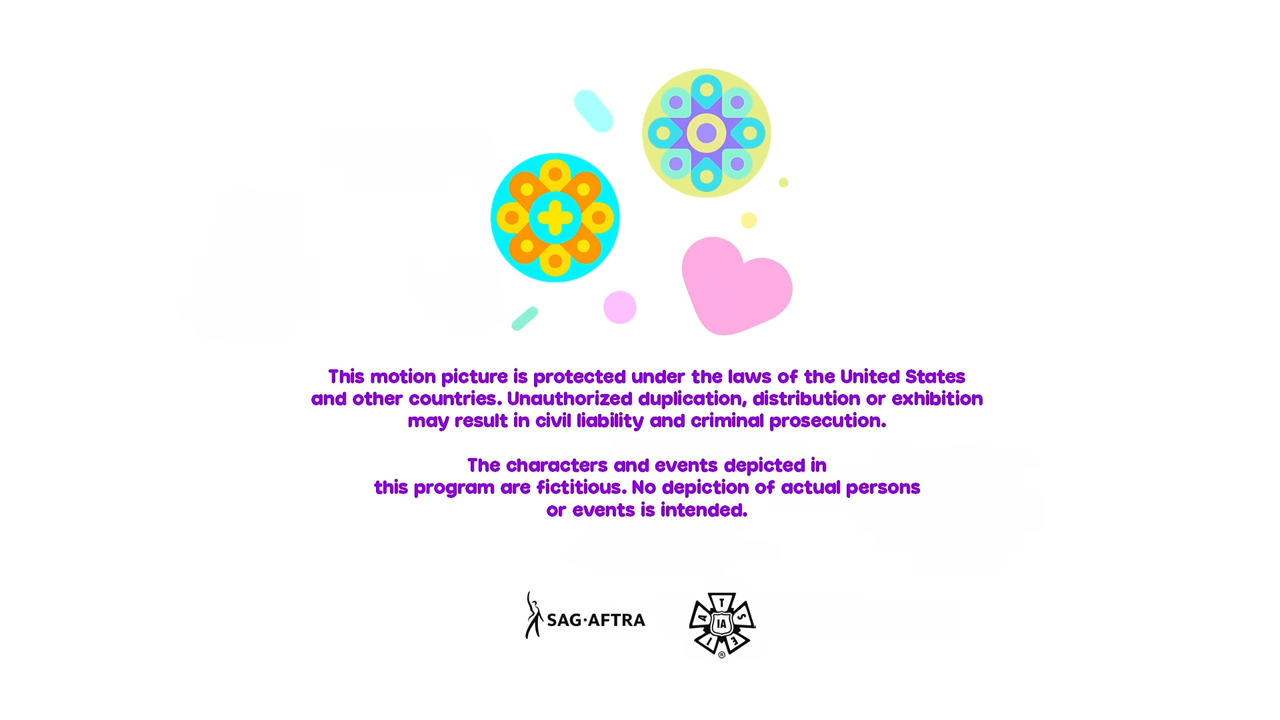 This motion picture is protected under the laws of the United States
and other countries. Unauthorized duplication, distribution or exhibition
may result in civil liability and criminal prosecution.
The characters and events depicted in
this program are fictitious. No depiction of actual persons
or events is intended.
SAG·AFTRA
I A T S E
IA
®